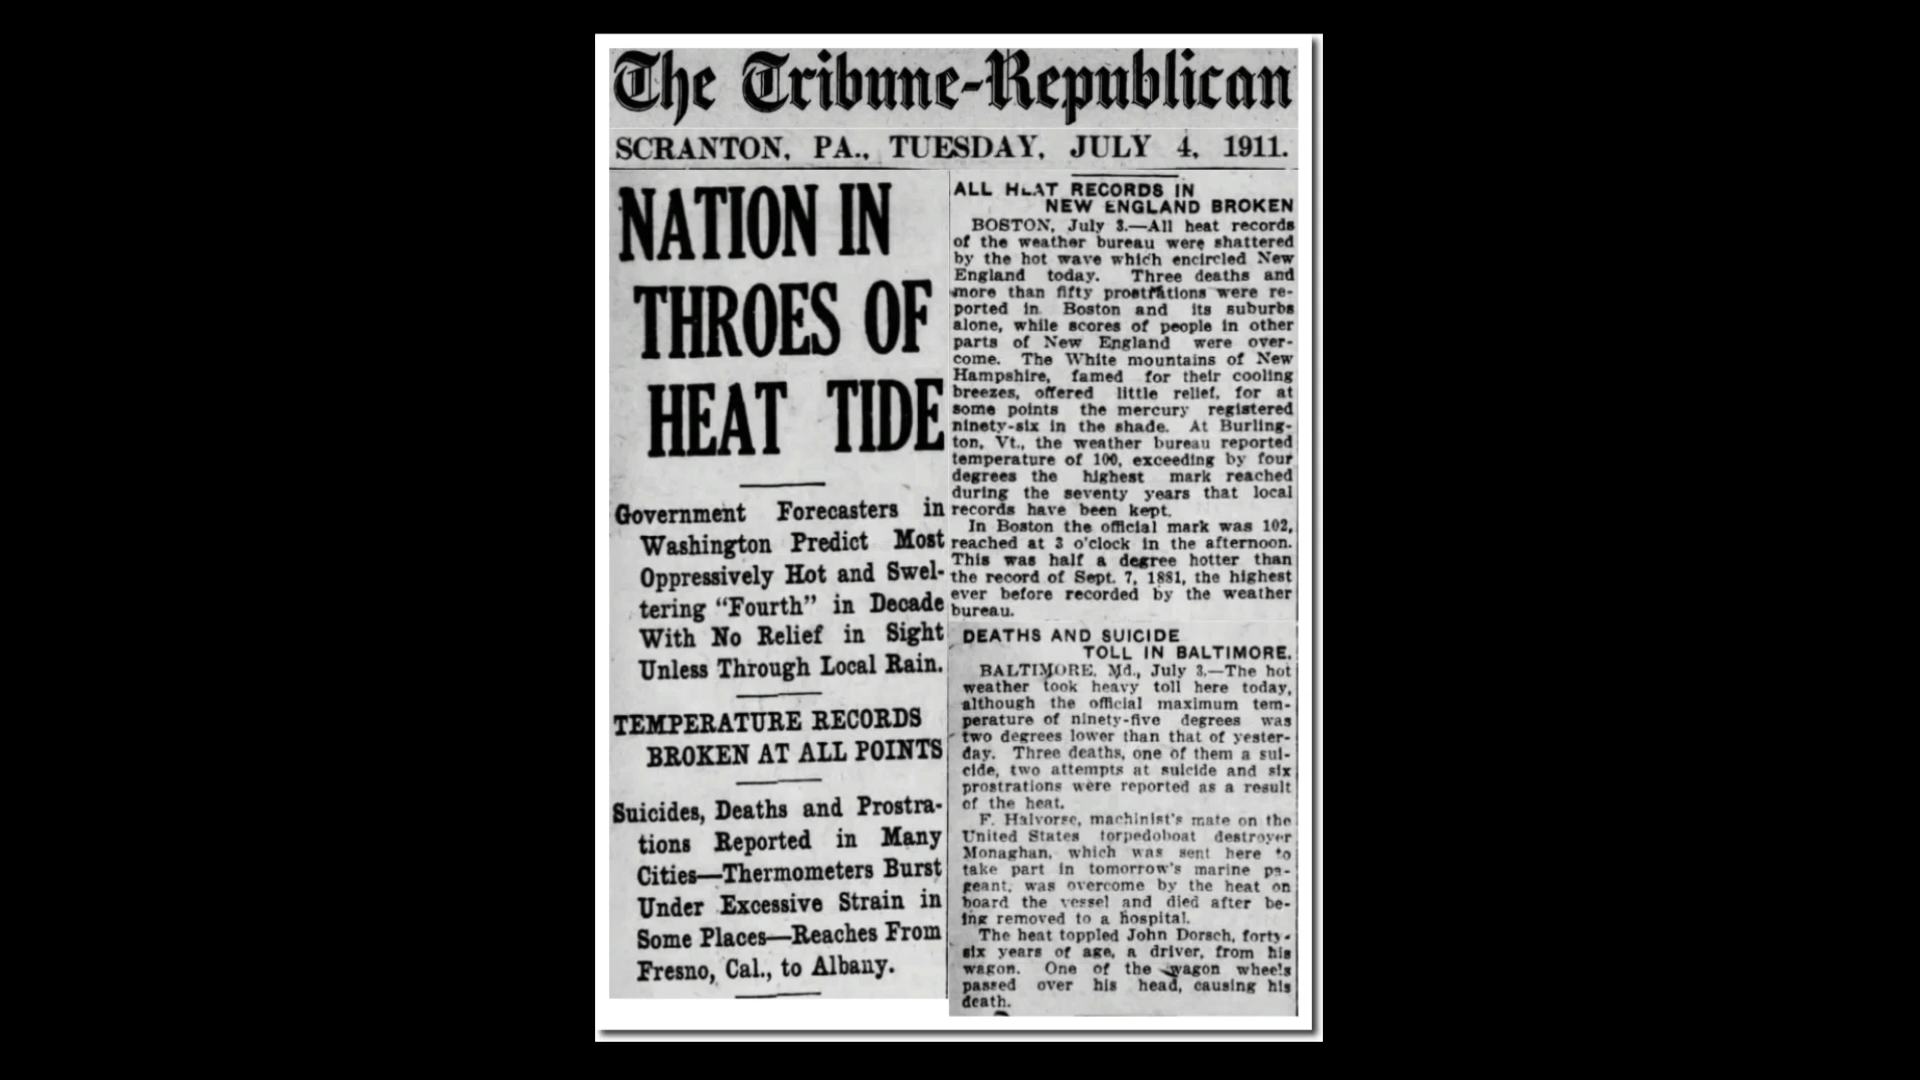 The Tribune-Republican
SCRANTON, PA., TUESDAY, JULY 4, 1911.
NATION IN
THROES OF
HEAT TIDE
Government Forecasters in
Washington Predict Most
Oppressively Hot and Swel-
tering “Fourth” in Decade
With No Relief in Sight
Unless Through Local Rain.
TEMPERATURE RECORDS
BROKEN AT ALL POINTS
Suicides, Deaths and Prostra-
tions Reported in Many
Cities—Thermometers Burst
Under Excessive Strain in
Some Places—Reaches From
Fresno, Cal., to Albany.
ALL HEAT RECORDS IN
NEW ENGLAND BROKEN
BOSTON, July 3.—All heat records
of the weather bureau were shattered
by the hot wave which encircled New
England today. Three deaths and
more than fifty prostrations were re-
ported in Boston and its suburbs
alone, while scores of people in other
parts of New England were over-
come. The White mountains of New
Hampshire, famed for their cooling
breezes, offered little relief, for at
some points the mercury registered
ninety-six in the shade. At Burling-
ton, Vt., the weather bureau reported
temperature of 100, exceeding by four
degrees the highest mark reached
during the seventy years that local
records have been kept.
In Boston the official mark was 102,
reached at 3 o'clock in the afternoon.
This was half a degree hotter than
the record of Sept. 7, 1881, the highest
ever before recorded by the weather
bureau.
DEATHS AND SUICIDE
TOLL IN BALTIMORE.
BALTIMORE, Md., July 3.—The hot
weather took heavy toll here today,
although the official maximum tem-
perature of ninety-five degrees was
two degrees lower than that of yester-
day. Three deaths, one of them a sui-
cide, two attempts at suicide and six
prostrations were reported as a result
of the heat.
F. Halvorse, machinist's mate on the
United States torpedoboat destroyer
Monaghan, which was sent here to
take part in tomorrow's marine pa-
geant, was overcome by the heat on
board the vessel and died after be-
ing removed to a hospital.
The heat toppled John Dorsch, forty-
six years of age, a driver, from his
wagon. One of the wagon wheels
passed over his head, causing his
death.